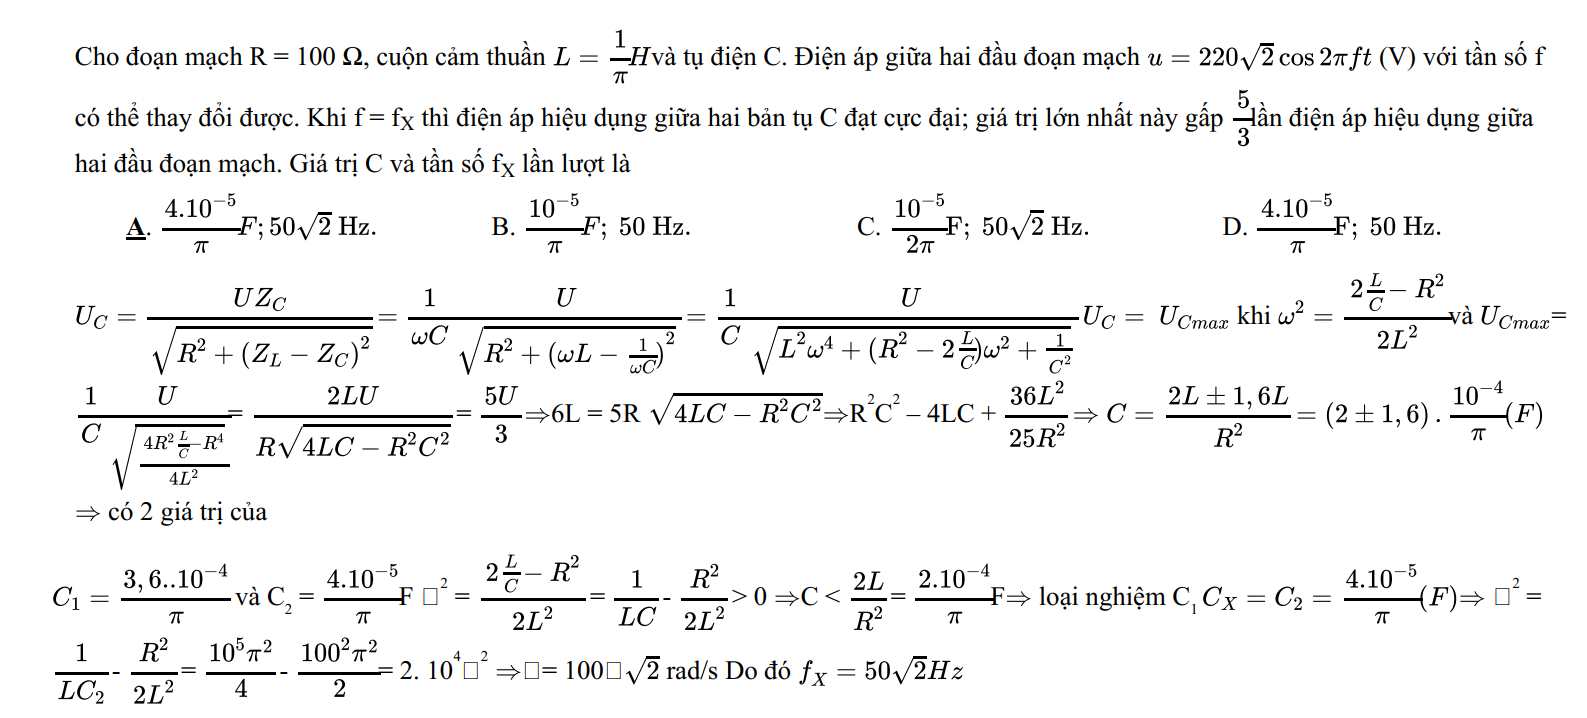 Cho đoạn mạch R = 100 Ω, cuộn cảm thuần $L = \frac{1}{\pi}H$và tụ điện C. Điện áp giữa hai đầu đoạn mạch $u = 220\sqrt{2}\cos 2\pi ft$ (V) với tần số f
có thể thay đổi được. Khi f = f_X thì điện áp hiệu dụng giữa hai bản tụ C đạt cực đại; giá trị lớn nhất này gấp $\frac{5}{3}$lần điện áp hiệu dụng giữa
hai đầu đoạn mạch. Giá trị C và tần số f_X lần lượt là
A. $\frac{4.10^{-5}}{\pi}F; 50\sqrt{2}$ Hz. B. $\frac{10^{-5}}{\pi}F;$ 50 Hz. C. $\frac{10^{-5}}{2\pi}$F; $50\sqrt{2}$ Hz. D. $\frac{4.10^{-5}}{\pi}$F; 50 Hz.
$U_C = \frac{UZ_C}{\sqrt{R^2 + (Z_L - Z_C)^2}} = \frac{1}{\omega C}\frac{U}{\sqrt{R^2 + (\omega L - \frac{1}{\omega C})^2}} = \frac{1}{C}\frac{U}{\sqrt{L^2\omega^4 + (R^2 - 2\frac{L}{C})\omega^2 + \frac{1}{C^2}}}$ $U_C = U_{Cmax}$ khi $\omega^2 = \frac{2\frac{L}{C} - R^2}{2L^2}$và $U_{Cmax}$=
$\frac{1}{C}\frac{U}{\sqrt{\frac{4R^2\frac{L}{C} - R^4}{4L^2}}} = \frac{2LU}{R\sqrt{4LC - R^2C^2}} = \frac{5U}{3}$⇒6L = 5R $\sqrt{4LC - R^2C^2}$⇒R²C² – 4LC + $\frac{36L^2}{25R^2}$⇒ $C = \frac{2L \pm 1,6L}{R^2} = (2 \pm 1,6).\frac{10^{-4}}{\pi}(F)$
⇒ có 2 giá trị của
$C_1 = \frac{3,6..10^{-4}}{\pi}$và C₂ = $\frac{4.10^{-5}}{\pi}$F □² = $\frac{2\frac{L}{C} - R^2}{2L^2} = \frac{1}{LC}$- $\frac{R^2}{2L^2}$> 0 ⇒C < $\frac{2L}{R^2} = \frac{2.10^{-4}}{\pi}$F⇒ loại nghiệm C₁ $C_X = C_2 = \frac{4.10^{-5}}{\pi}(F)$⇒ □² =
$\frac{1}{LC_2}$- $\frac{R^2}{2L^2} = \frac{10^5\pi^2}{4}$- $\frac{100^2\pi^2}{2}$= 2. 10⁴□² ⇒□= 100□$\sqrt{2}$ rad/s Do đó $f_X = 50\sqrt{2}Hz$